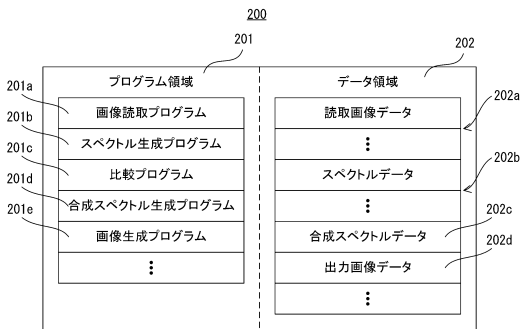 200
201
202
プログラム領域
データ領域
201a
画像読取プログラム
201b
スペクトル生成プログラム
201c
比較プログラム
201d
合成スペクトル生成プログラム
201e
画像生成プログラム
⋮
読取画像データ
202a
⋮
202b
スペクトルデータ
⋮
202c
合成スペクトルデータ
202d
出力画像データ
⋮